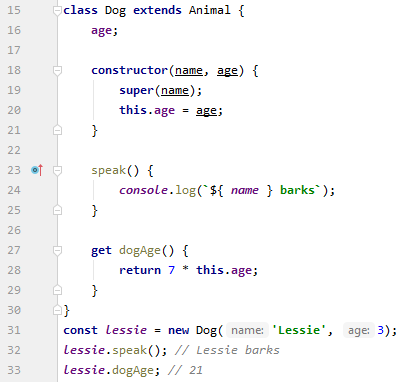 15 class Dog extends Animal {
16     age;
17
18     constructor(name, age) {
19         super(name);
20         this.age = age;
21     }
22
23     speak() {
24         console.log(`${ name } barks`);
25     }
26
27     get dogAge() {
28         return 7 * this.age;
29     }
30 }
31 const lessie = new Dog( name: 'Lessie', age: 3);
32 lessie.speak(); // Lessie barks
33 lessie.dogAge; // 21